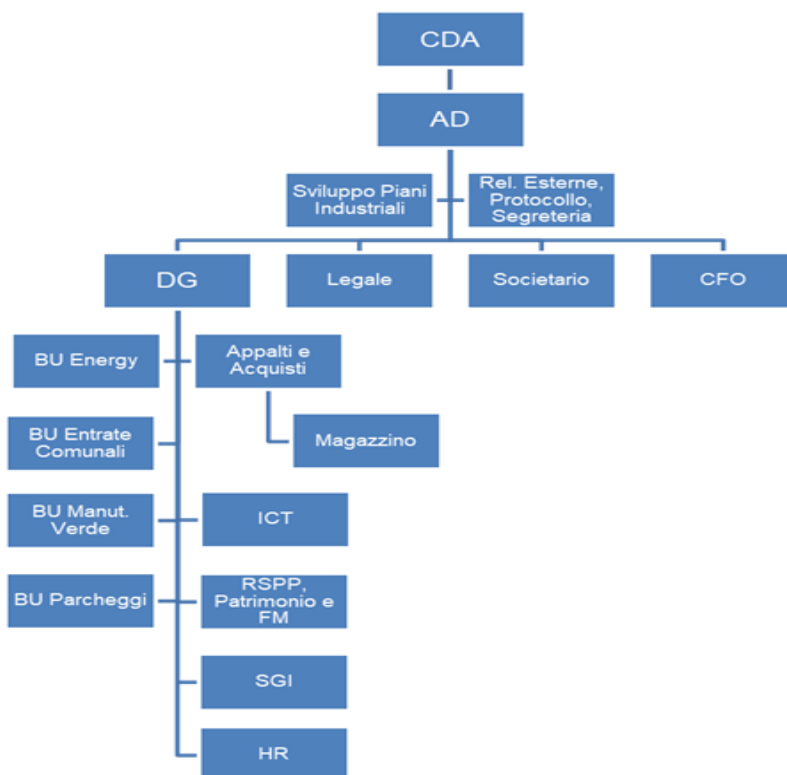 CDA
AD
Sviluppo Piani
Industriali
Rel. Esterne,
Protocollo,
Segreteria
DG
Legale
Societario
CFO
BU Energy
Appalti e
Acquisti
BU Entrate
Comunali
Magazzino
BU Manut.
Verde
ICT
BU Parcheggi
RSPP,
Patrimonio e
FM
SGI
HR